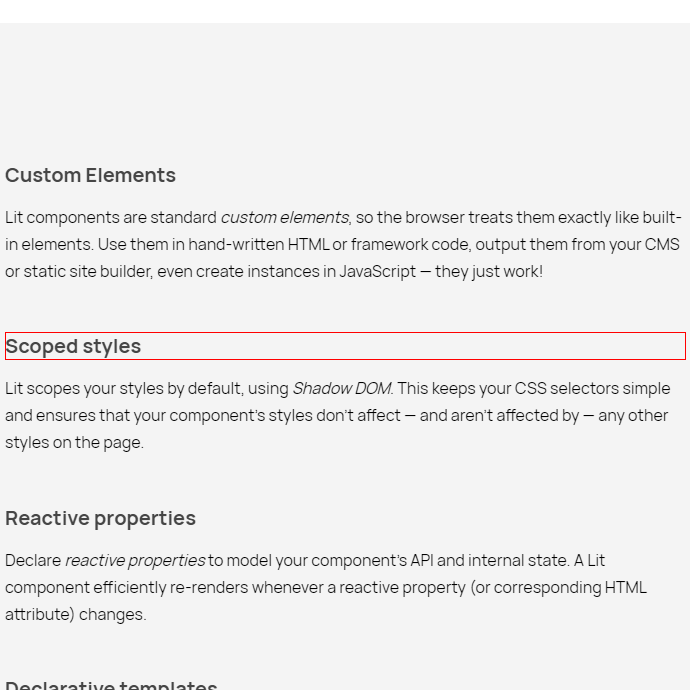 Custom Elements
Lit components are standard custom elements, so the browser treats them exactly like built-
in elements. Use them in hand-written HTML or framework code, output them from your CMS
or static site builder, even create instances in JavaScript — they just work!
Scoped styles
Lit scopes your styles by default, using Shadow DOM. This keeps your CSS selectors simple
and ensures that your component's styles don't affect — and aren't affected by — any other
styles on the page.
Reactive properties
Declare reactive properties to model your component's API and internal state. A Lit
component efficiently re-renders whenever a reactive property (or corresponding HTML
attribute) changes.
Declarative templates